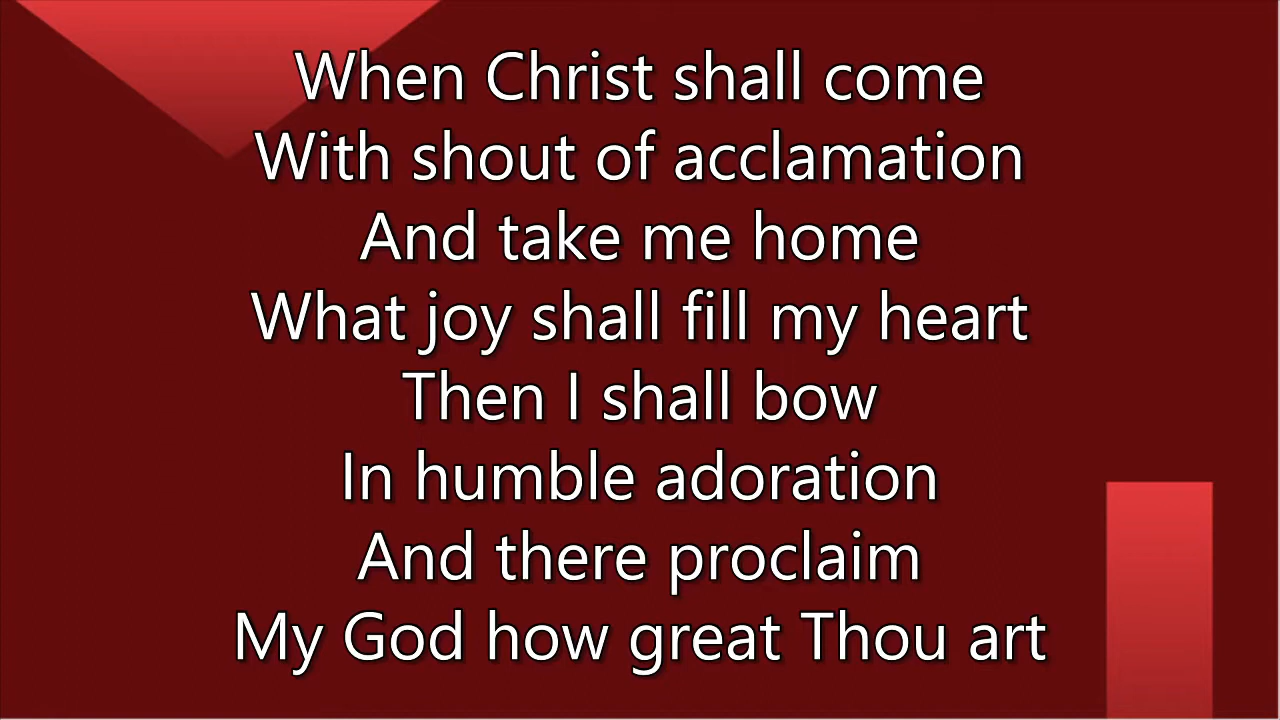 When Christ shall come
With shout of acclamation
And take me home
What joy shall fill my heart
Then I shall bow
In humble adoration
And there proclaim
My God how great Thou art